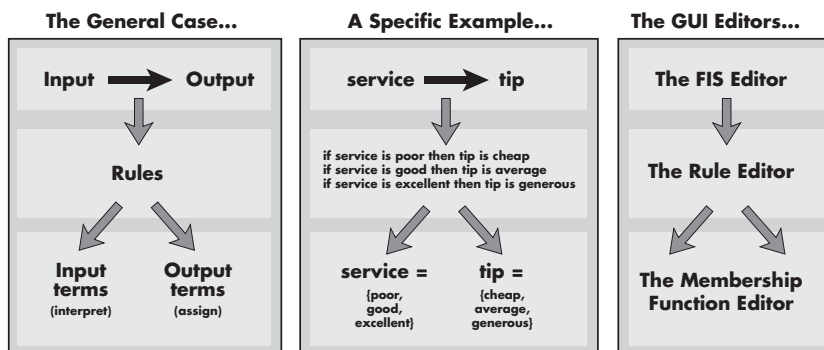 The General Case...
Input Output
Rules
Input
terms
(interpret)
Output
terms
(assign)
A Specific Example...
service tip
if service is poor then tip is cheap
if service is good then tip is average
if service is excellent then tip is generous
service =
{poor,
good,
excellent}
tip =
{cheap,
average,
generous}
The GUI Editors...
The FIS Editor
The Rule Editor
The Membership
Function Editor